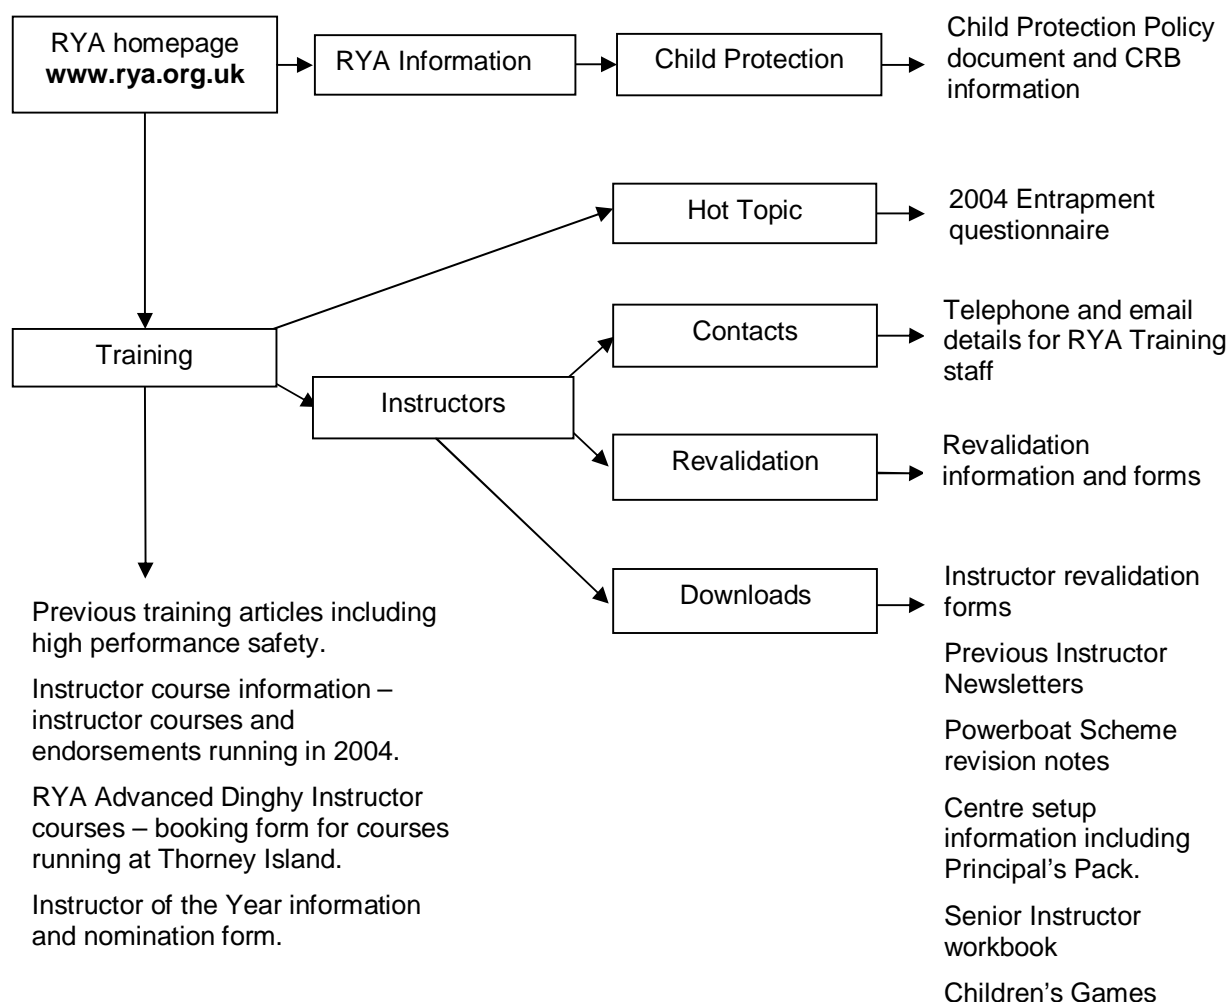 RYA homepage
www.rya.org.uk
RYA Information
Child Protection
Child Protection Policy
document and CRB
information
Hot Topic
2004 Entrapment
questionnaire
Training
Instructors
Contacts
Telephone and email
details for RYA Training
staff
Revalidation
Revalidation
information and forms
Downloads
Instructor revalidation
forms
Previous Instructor
Newsletters
Powerboat Scheme
revision notes
Centre setup
information including
Principal's Pack.
Senior Instructor
workbook
Children's Games
Previous training articles including
high performance safety.
Instructor course information –
instructor courses and
endorsements running in 2004.
RYA Advanced Dinghy Instructor
courses – booking form for courses
running at Thorney Island.
Instructor of the Year information
and nomination form.